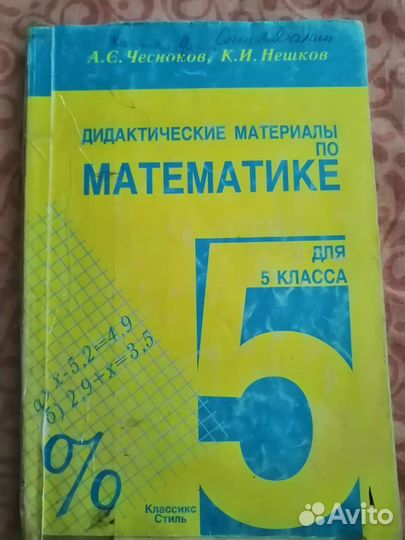 А.С.Чесноков, К.И.Нешков
ДИДАКТИЧЕСКИЕ МАТЕРИАЛЫ
ПО
МАТЕМАТИКЕ
ДЛЯ
5 КЛАССА
5
а) x-5,2=4,9
б) 2,9+x=3,5
%
Классикс
Стиль
Avito